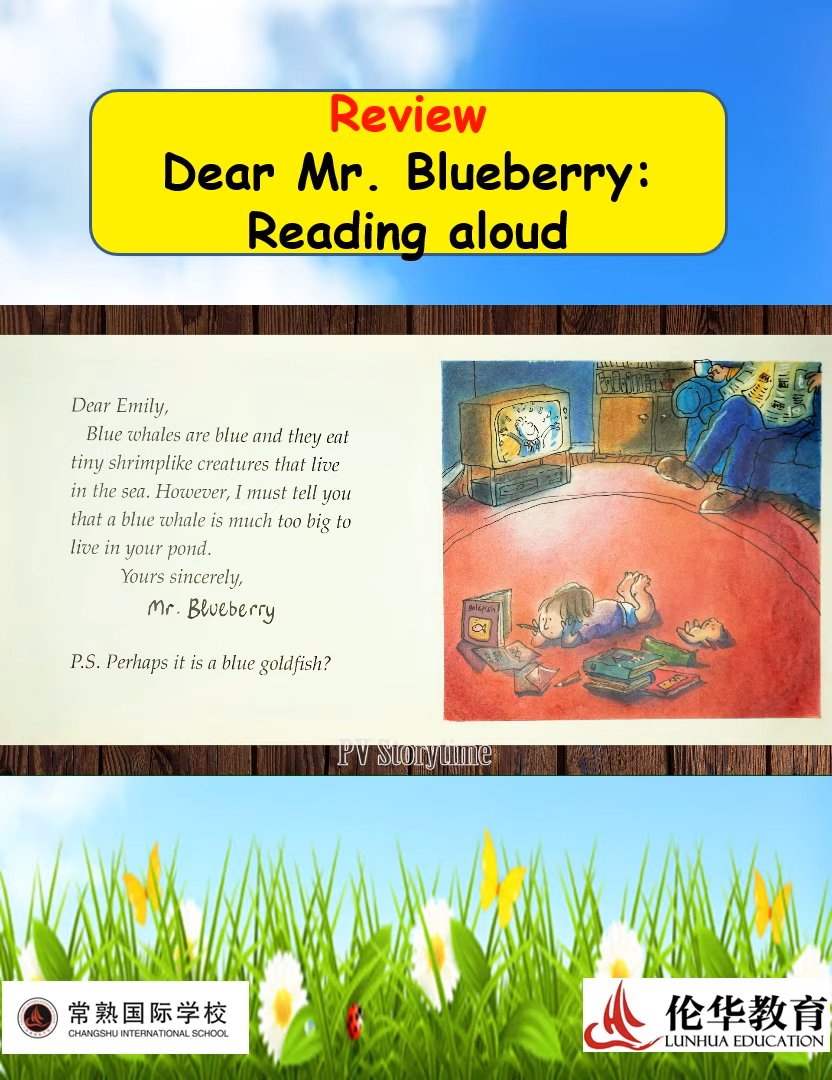 Review
Dear Mr. Blueberry:
Reading aloud
Dear Emily,
Blue whales are blue and they eat
tiny shrimplike creatures that live
in the sea. However, I must tell you
that a blue whale is much too big to
live in your pond.
Yours sincerely,
Mr. Blueberry
P.S. Perhaps it is a blue goldfish?
goldfish
PV Storytime
常熟国际学校
CHANGSHU INTERNATIONAL SCHOOL
伦华教育
LUNHUA EDUCATION